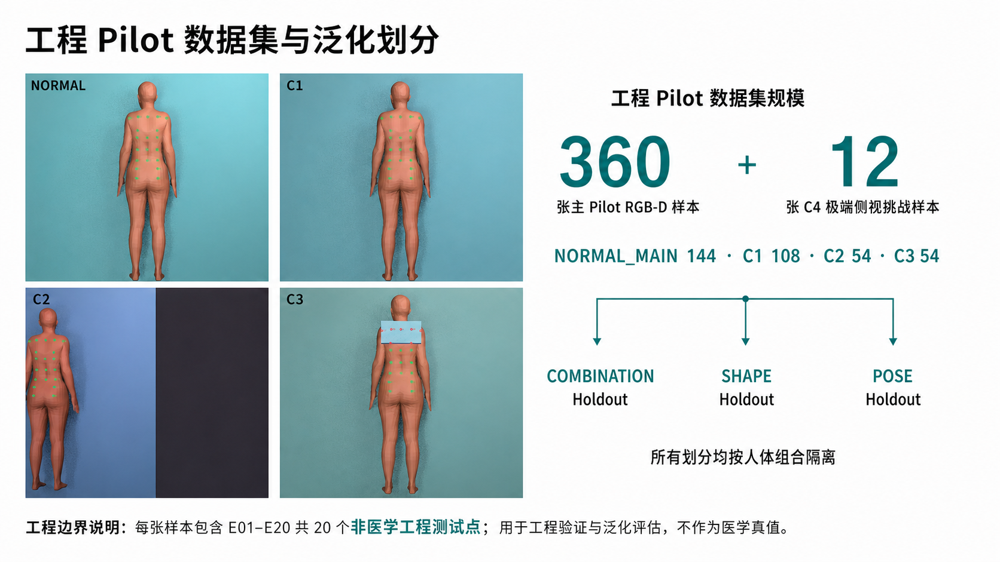 工程 Pilot 数据集与泛化划分
NORMAL
C1
C2
C3
工程 Pilot 数据集规模
360 + 12
张主 Pilot RGB-D 样本
张 C4 极端侧视挑战样本
NORMAL_MAIN 144 · C1 108 · C2 54 · C3 54
COMBINATION
Holdout
SHAPE
Holdout
POSE
Holdout
所有划分均按人体组合隔离
工程边界说明：每张样本包含 E01–E20 共 20 个非医学工程测试点；用于工程验证与泛化评估，不作为医学真值。